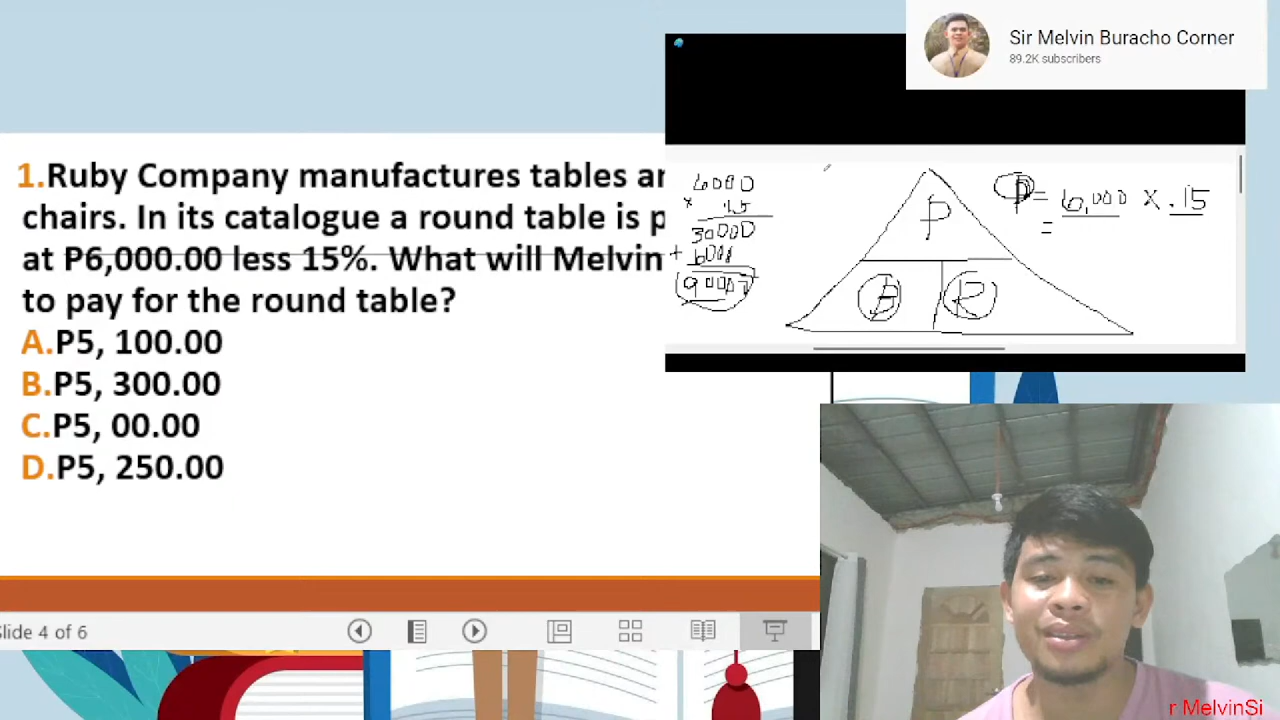 Sir Melvin Buracho Corner
89.2K subscribers
1.Ruby Company manufactures tables an
chairs. In its catalogue a round table is p
at P6,000.00 less 15%. What will Melvin
to pay for the round table?
A.P5, 100.00
B.P5, 300.00
C.P5, 00.00
D.P5, 250.00
6000
× .15
30000
+ 6000
P
B R
P = 6,000 × .15
=
Slide 4 of 6
r MelvinSi